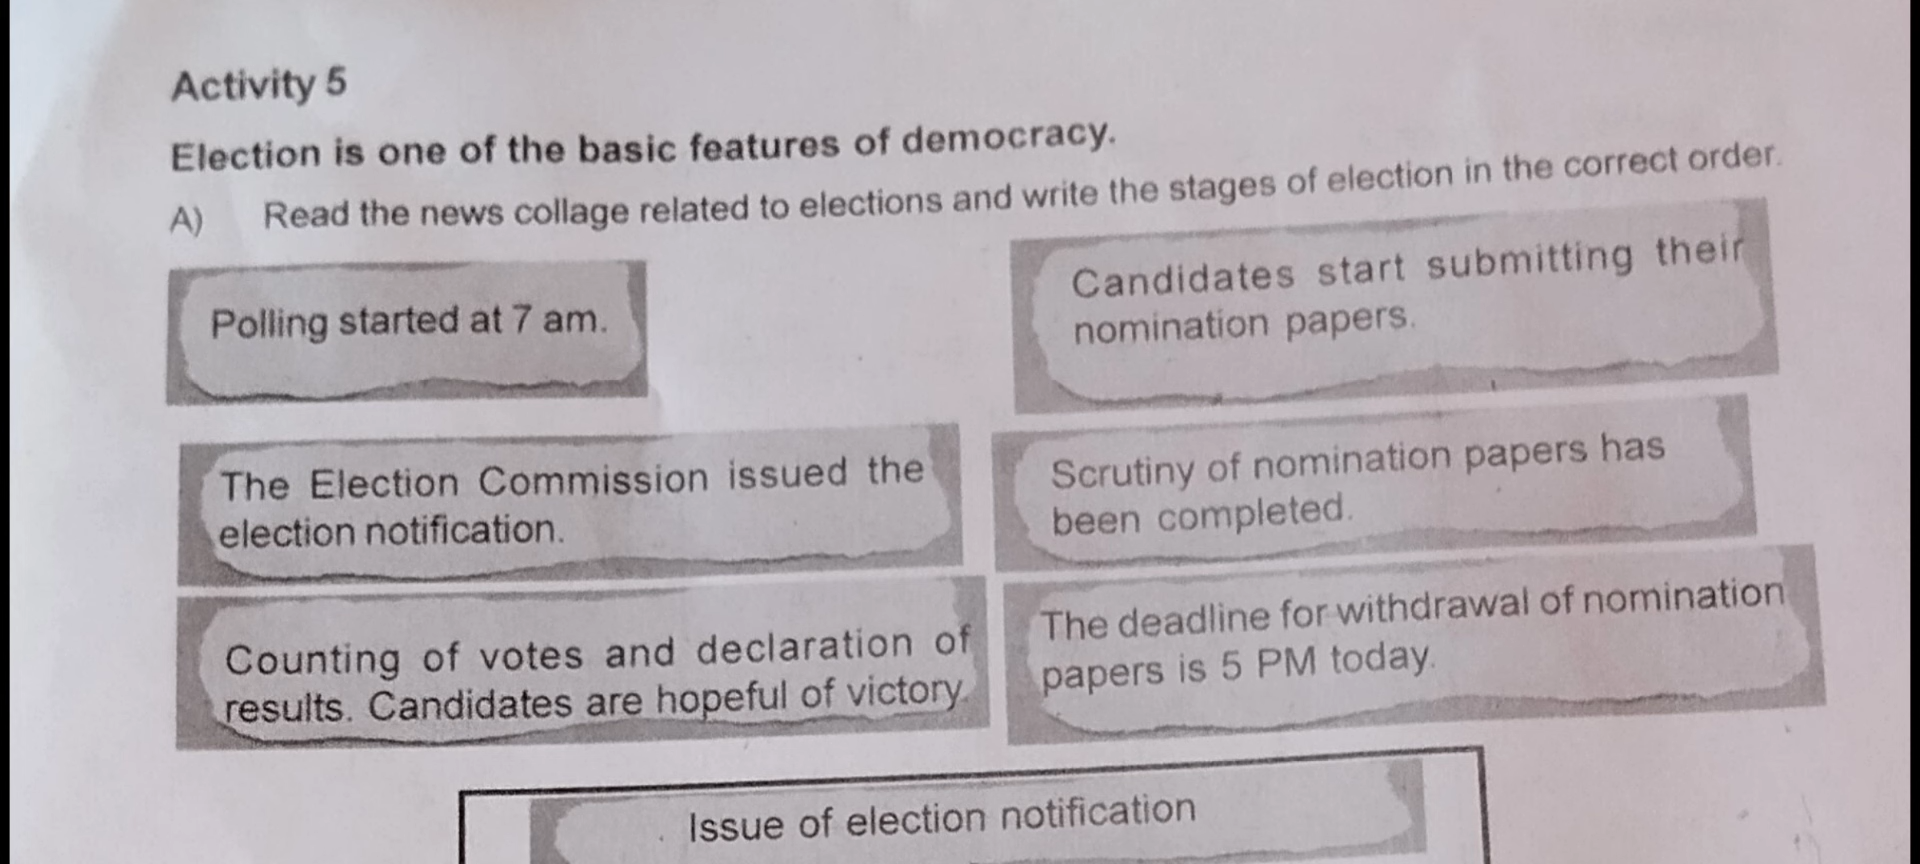 Activity 5
Election is one of the basic features of democracy.
A) Read the news collage related to elections and write the stages of election in the correct order.
Polling started at 7 am.
Candidates start submitting their
nomination papers.
The Election Commission issued the
election notification.
Scrutiny of nomination papers has
been completed.
Counting of votes and declaration of
results. Candidates are hopeful of victory.
The deadline for withdrawal of nomination
papers is 5 PM today.
Issue of election notification